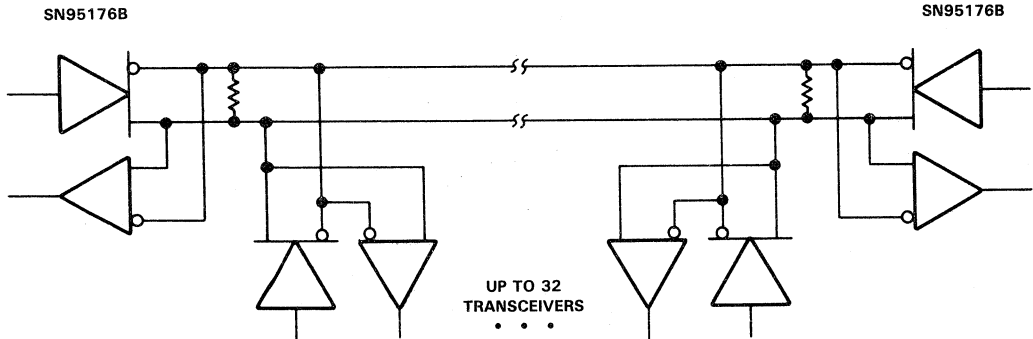 SN95176B
SN95176B
UP TO 32
TRANSCEIVERS
• • •